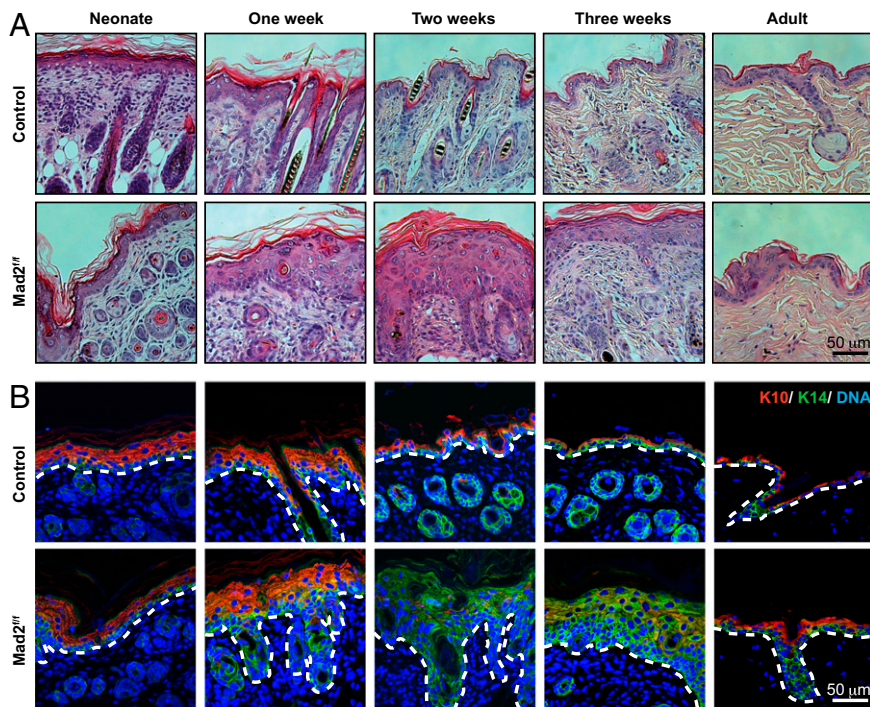 A
Neonate One week Two weeks Three weeks Adult
Control
Mad2f/f
50 μm
B
K10/ K14/ DNA
Control
Mad2f/f
50 μm